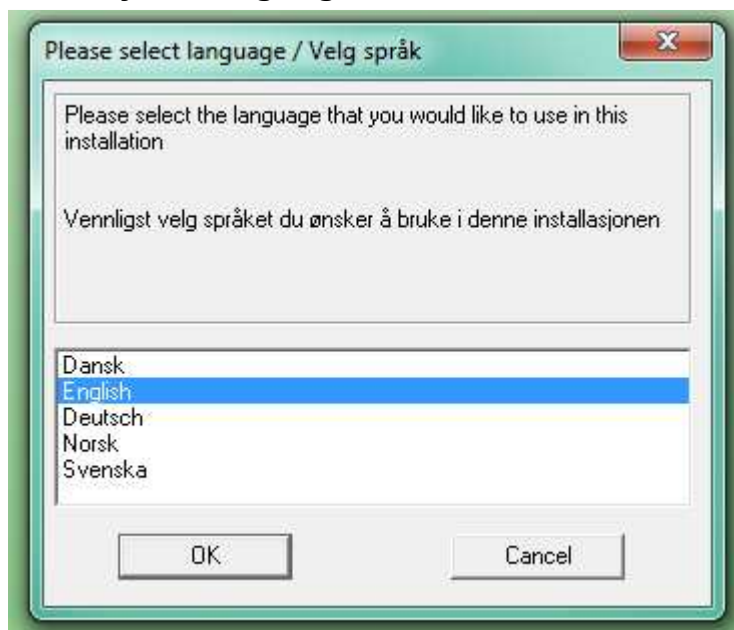 Please select language / Velg språk
Please select the language that you would like to use in this
installation
Vennligst velg språket du ønsker å bruke i denne installasjonen
Dansk
English
Deutsch
Norsk
Svenska
OK
Cancel